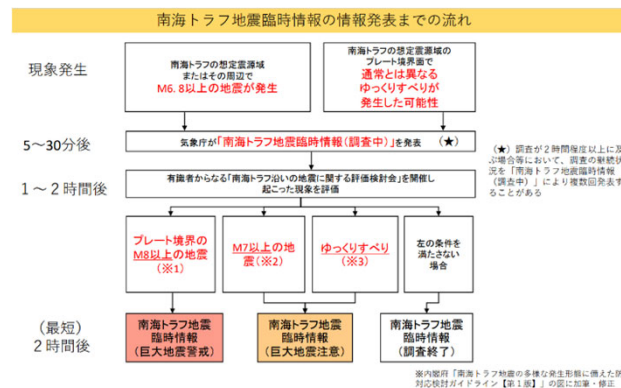 南海トラフ地震臨時情報の情報発表までの流れ
現象発生
南海トラフの想定震源域
またはその周辺で
M6.8以上の地震が発生
南海トラフの想定震源域の
プレート境界面で
通常とは異なる
ゆっくりすべりが
発生した可能性
5～30分後
気象庁が「南海トラフ地震臨時情報(調査中)」を発表 (★)
(★)調査が2時間程度以上に及
ぶ場合等において、調査の継続状
況を「南海トラフ地震臨時情報
(調査中)」により複数回発表す
ることがある
1～2時間後
有識者からなる「南海トラフ沿いの地震に関する評価検討会」を開催し
起こった現象を評価
プレート境界の
M8以上の地震
(※1)
M7以上の地
震(※2)
ゆっくりすべり
(※3)
左の条件を
満たさない
場合
(最短)
2時間後
南海トラフ地震
臨時情報
(巨大地震警戒)
南海トラフ地震
臨時情報
(巨大地震注意)
南海トラフ地震
臨時情報
(調査終了)
※内閣府「南海トラフ地震の多様な発生形態に備えた防
対応検討ガイドライン【第1版】」の図に加筆・修正